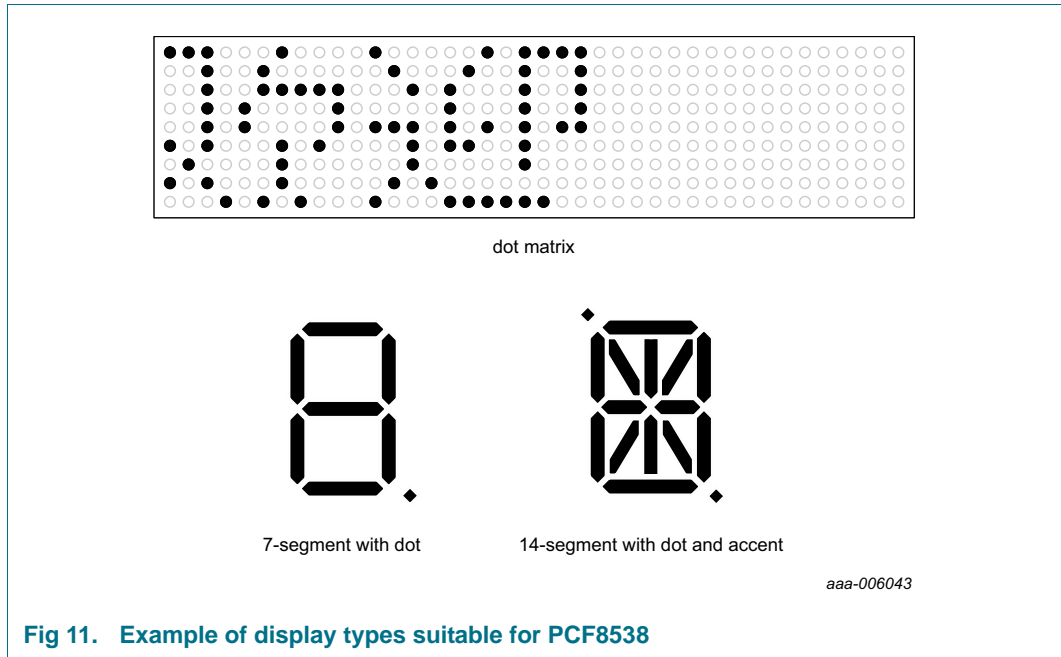 dot matrix
7-segment with dot
14-segment with dot and accent
aaa-006043
Fig 11. Example of display types suitable for PCF8538